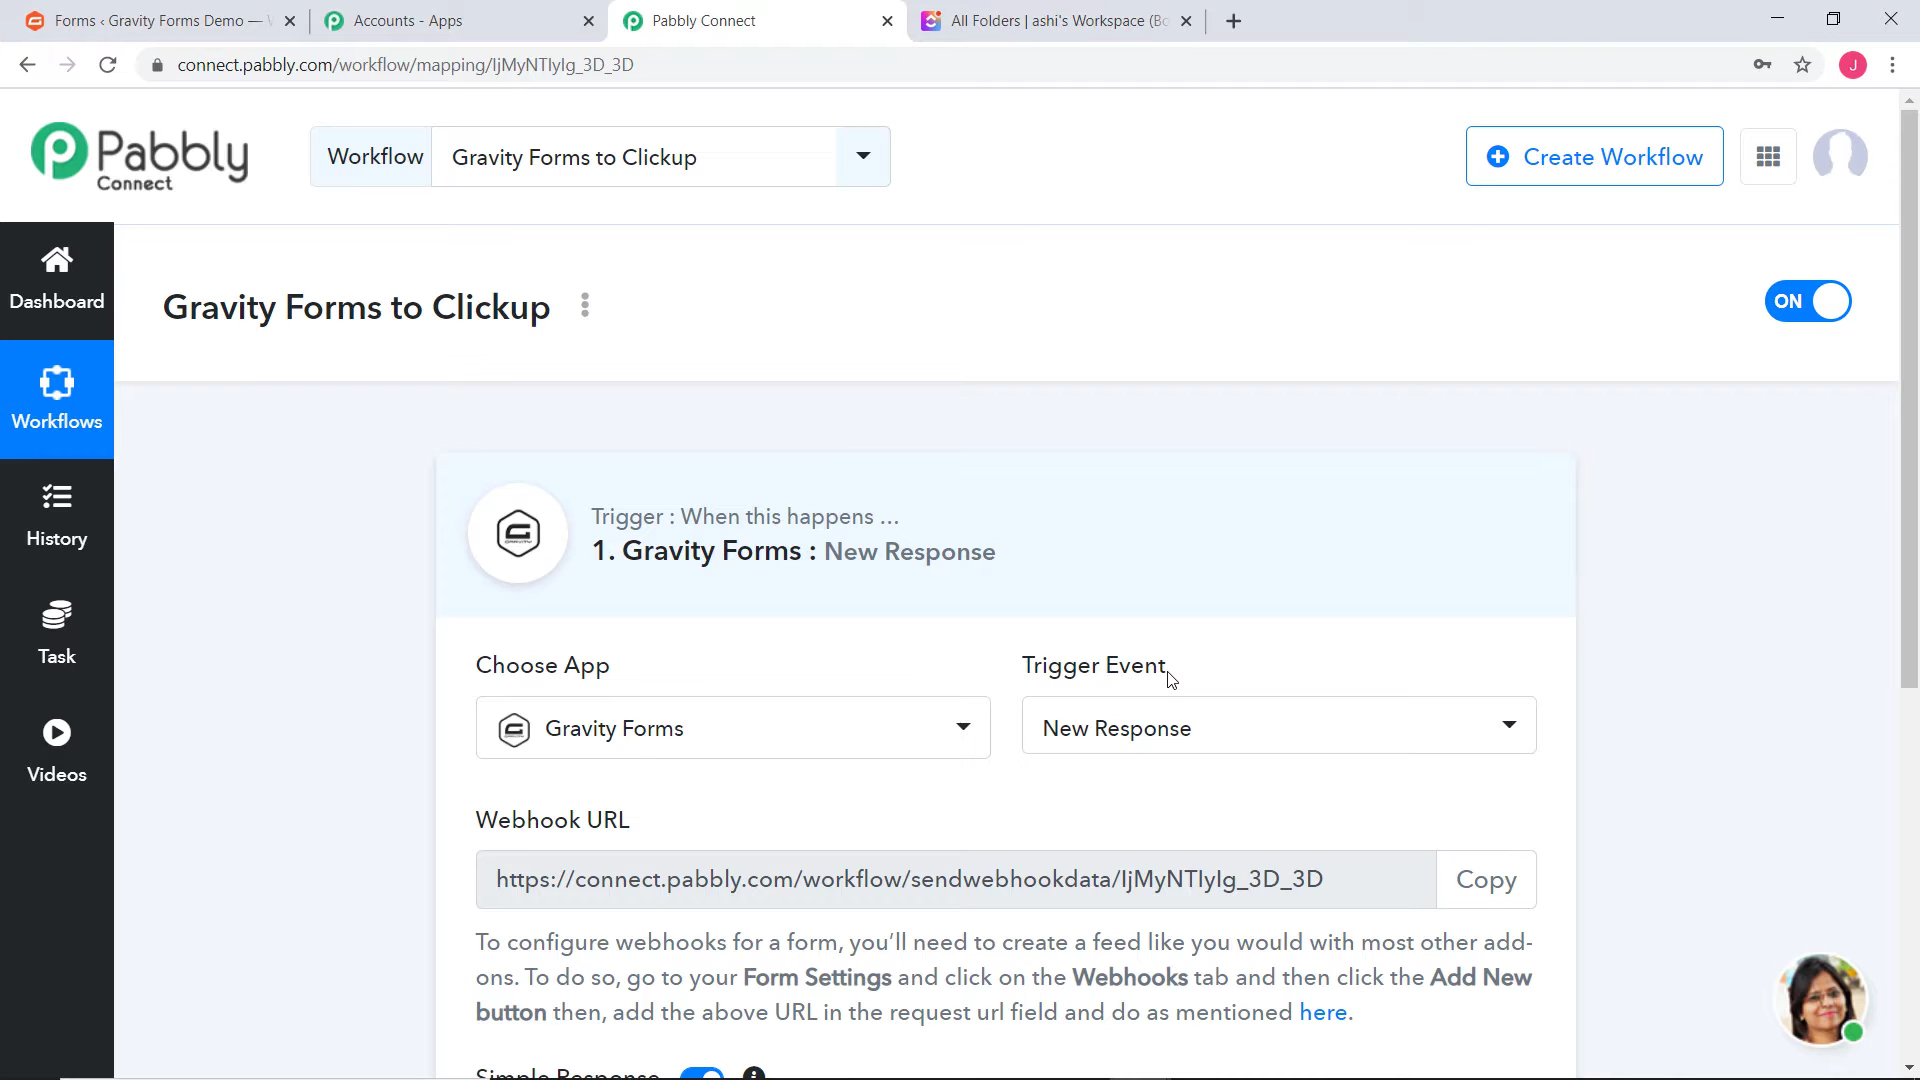 Forms ‹ Gravity Forms Demo —
Accounts - Apps
Pabbly Connect
All Folders | ashi's Workspace (Bo
connect.pabbly.com/workflow/mapping/IjMyNTIyIg_3D_3D
J
Pabbly
Connect
Workflow
Gravity Forms to Clickup
Create Workflow
Dashboard
Workflows
History
Task
Videos
Gravity Forms to Clickup
ON
Trigger : When this happens ...
1. Gravity Forms : New Response
Choose App
Trigger Event
Gravity Forms
New Response
Webhook URL
https://connect.pabbly.com/workflow/sendwebhookdata/IjMyNTIyIg_3D_3D
Copy
To configure webhooks for a form, you'll need to create a feed like you would with most other add-
ons. To do so, go to your Form Settings and click on the Webhooks tab and then click the Add New
button then, add the above URL in the request url field and do as mentioned here.
Simple Response